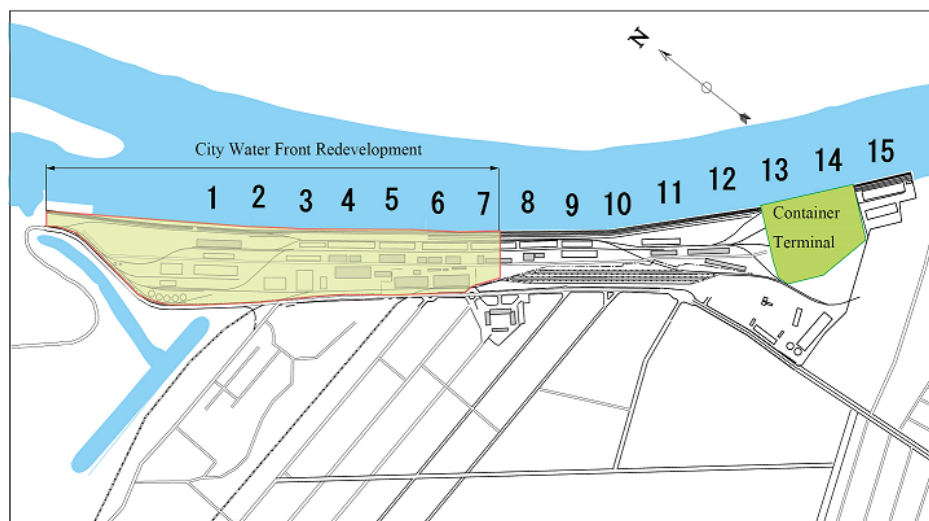 N
City Water Front Redevelopment
1 2 3 4 5 6 7 8 9 10 11 12 13 14 15
Container
Terminal